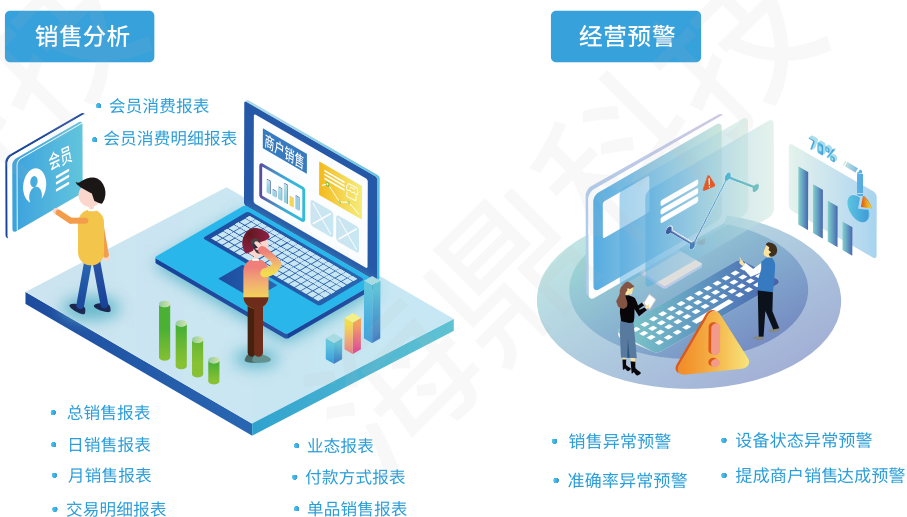 销售分析
经营预警
会员消费报表
会员消费明细报表
会员
商户销售
70%
总销售报表
日销售报表
月销售报表
交易明细报表
业态报表
付款方式报表
单品销售报表
销售异常预警
设备状态异常预警
准确率异常预警
提成商户销售达成预警
海鼎科技